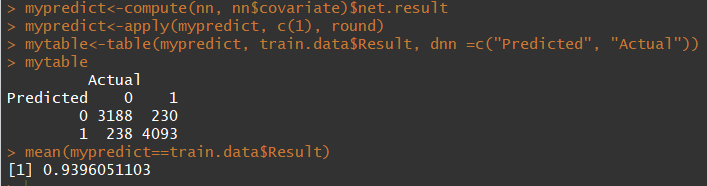 > mypredict<-compute(nn, nn$covariate)$net.result
> mypredict<-apply(mypredict, c(1), round)
> mytable<-table(mypredict, train.data$Result, dnn =c("Predicted", "Actual"))
> mytable
Actual
Predicted 0 1
0 3188 230
1 238 4093
> mean(mypredict==train.data$Result)
[1] 0.9396051103
>